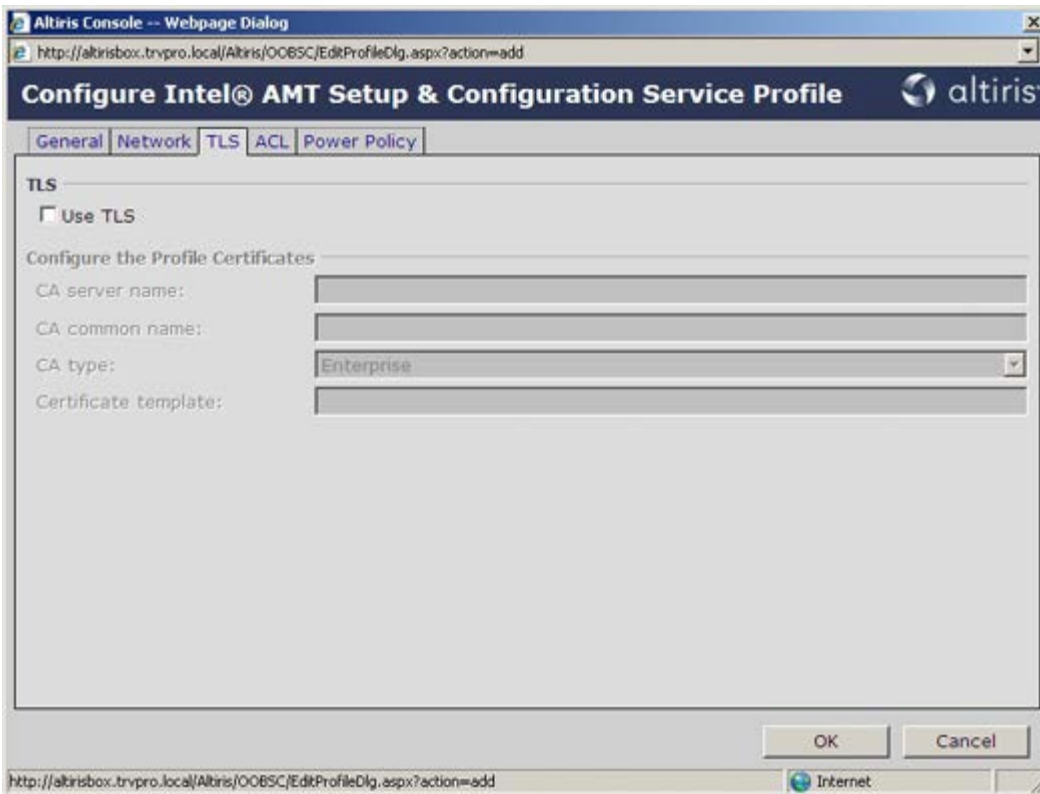 Altiris Console -- Webpage Dialog
http://altirisbox.trvpro.local/Altiris/OOBSC/EditProfileDlg.aspx?action=add
Configure Intel® AMT Setup & Configuration Service Profile altiris
General Network TLS ACL Power Policy
TLS
Use TLS
Configure the Profile Certificates
CA server name:
CA common name:
CA type: Enterprise
Certificate template:
OK Cancel
http://altirisbox.trvpro.local/Altiris/OOBSC/EditProfileDlg.aspx?action=add Internet